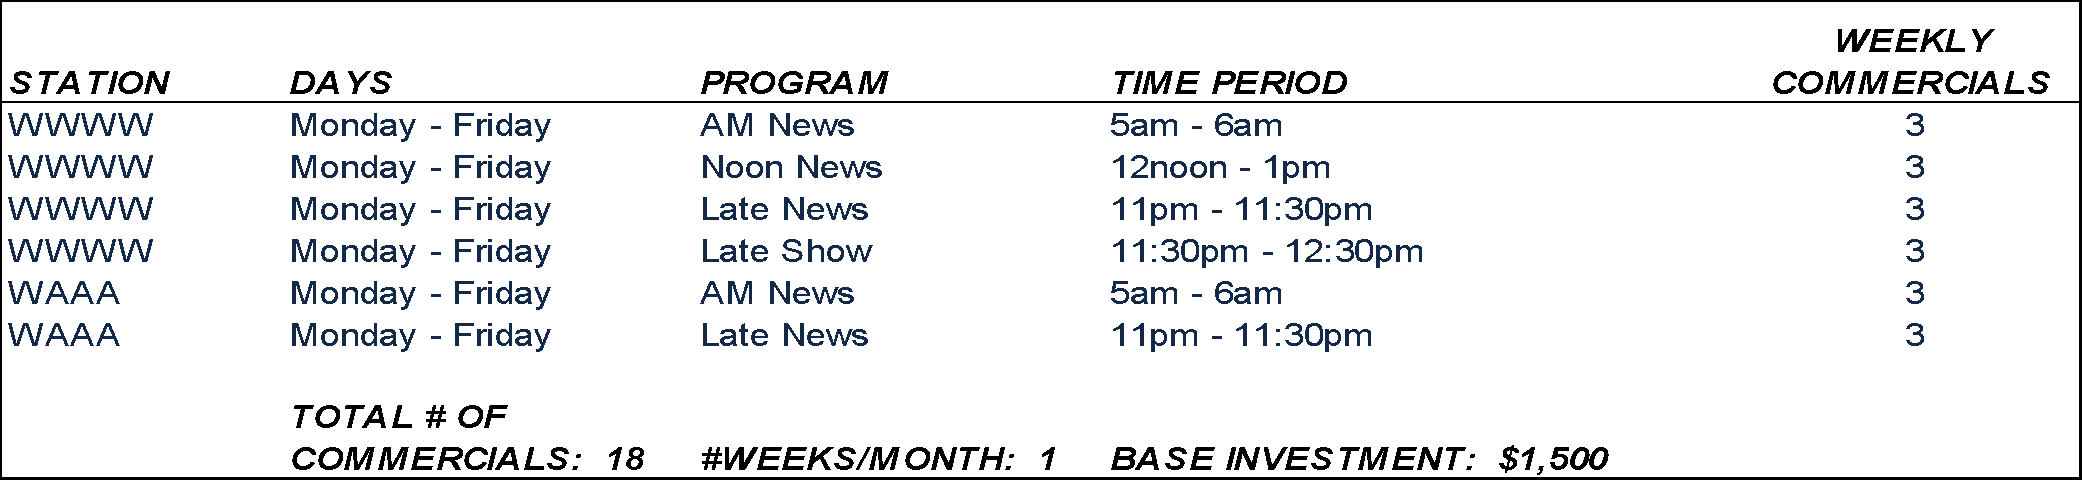 WEEKLY
STATION DAYS PROGRAM TIME PERIOD COMMERCIALS
WWWW Monday - Friday AM News 5am - 6am 3
WWWW Monday - Friday Noon News 12noon - 1pm 3
WWWW Monday - Friday Late News 11pm - 11:30pm 3
WWWW Monday - Friday Late Show 11:30pm - 12:30pm 3
WAAA Monday - Friday AM News 5am - 6am 3
WAAA Monday - Friday Late News 11pm - 11:30pm 3
TOTAL # OF
COMMERCIALS: 18 #WEEKS/MONTH: 1 BASE INVESTMENT: $1,500